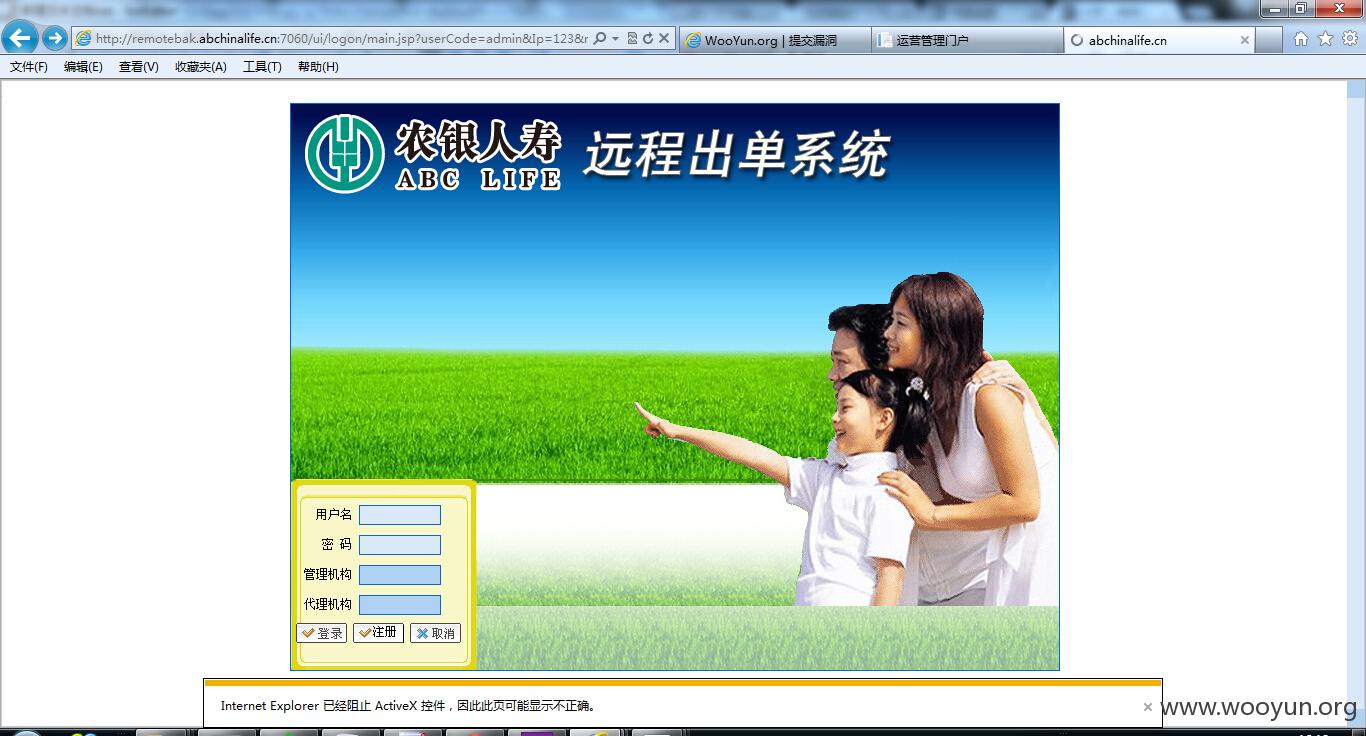 http://remotebak.abchinalife.cn:7060/ui/logon/main.jsp?userCode=admin&Ip=123&r
WooYun.org | 提交漏洞
运营管理门户
abchinalife.cn
文件(F) 编辑(E) 查看(V) 收藏夹(A) 工具(T) 帮助(H)
农银人寿
ABC LIFE
远程出单系统
用户名
密 码
管理机构
代理机构
登录 注册 取消
Internet Explorer 已经阻止 ActiveX 控件，因此此页可能显示不正确。
www.wooyun.org